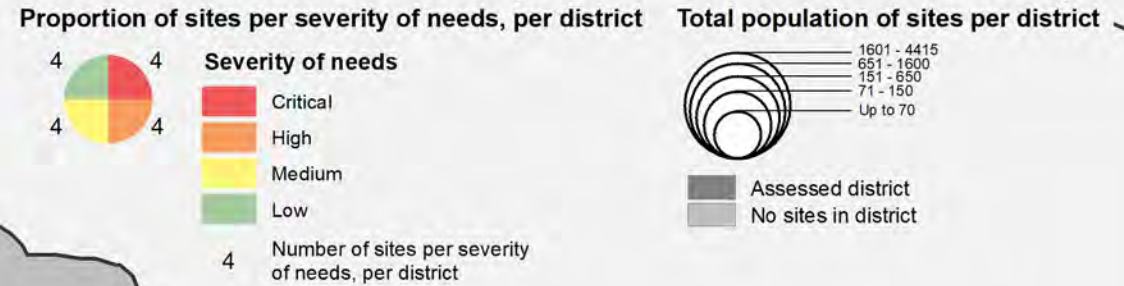 Proportion of sites per severity of needs, per district
4 4
4 4
Severity of needs
Critical
High
Medium
Low
4 Number of sites per severity
of needs, per district
Total population of sites per district
1601 - 4415
651 - 1600
151 - 650
71 - 150
Up to 70
Assessed district
No sites in district